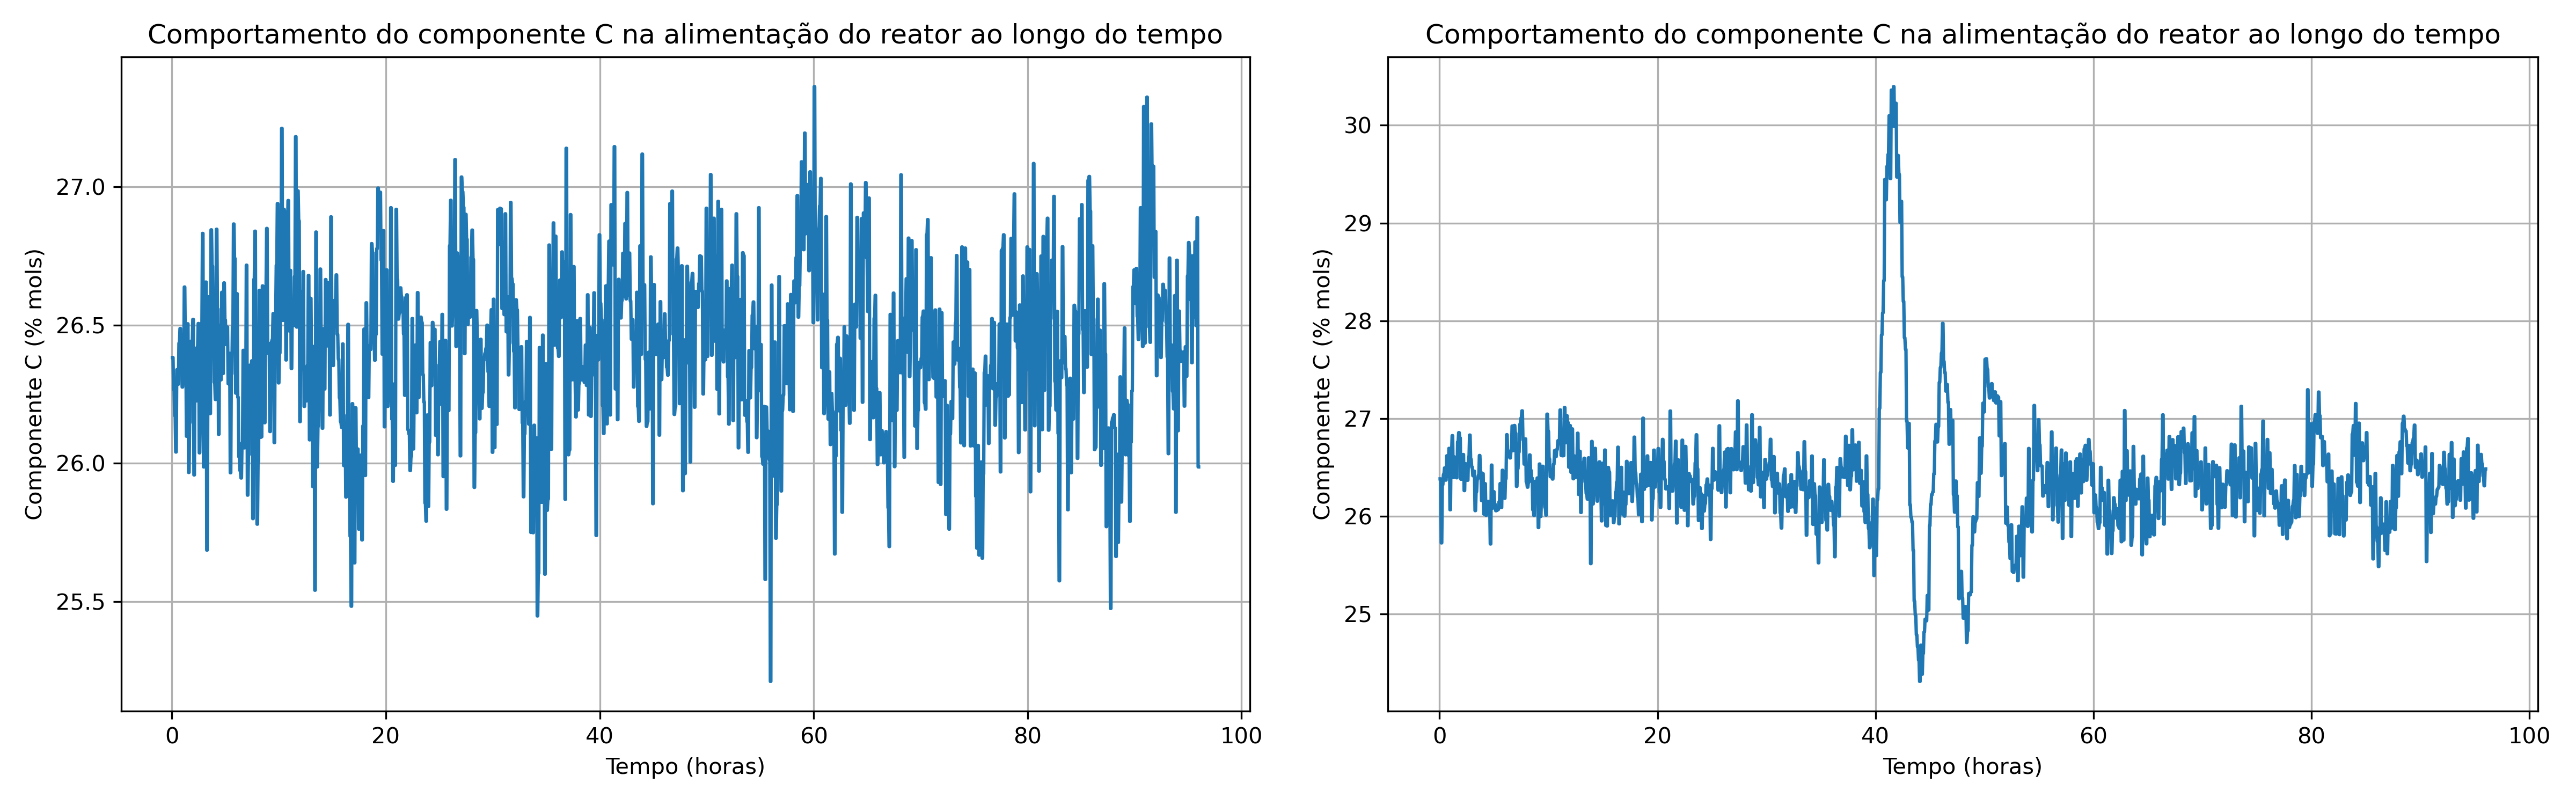 Comportamento do componente C na alimentação do reator ao longo do tempo
27.0
26.5
26.0
25.5
Componente C (% mols)
0 20 40 60 80 100
Tempo (horas)
Comportamento do componente C na alimentação do reator ao longo do tempo
30
29
28
27
26
25
Componente C (% mols)
0 20 40 60 80 100
Tempo (horas)